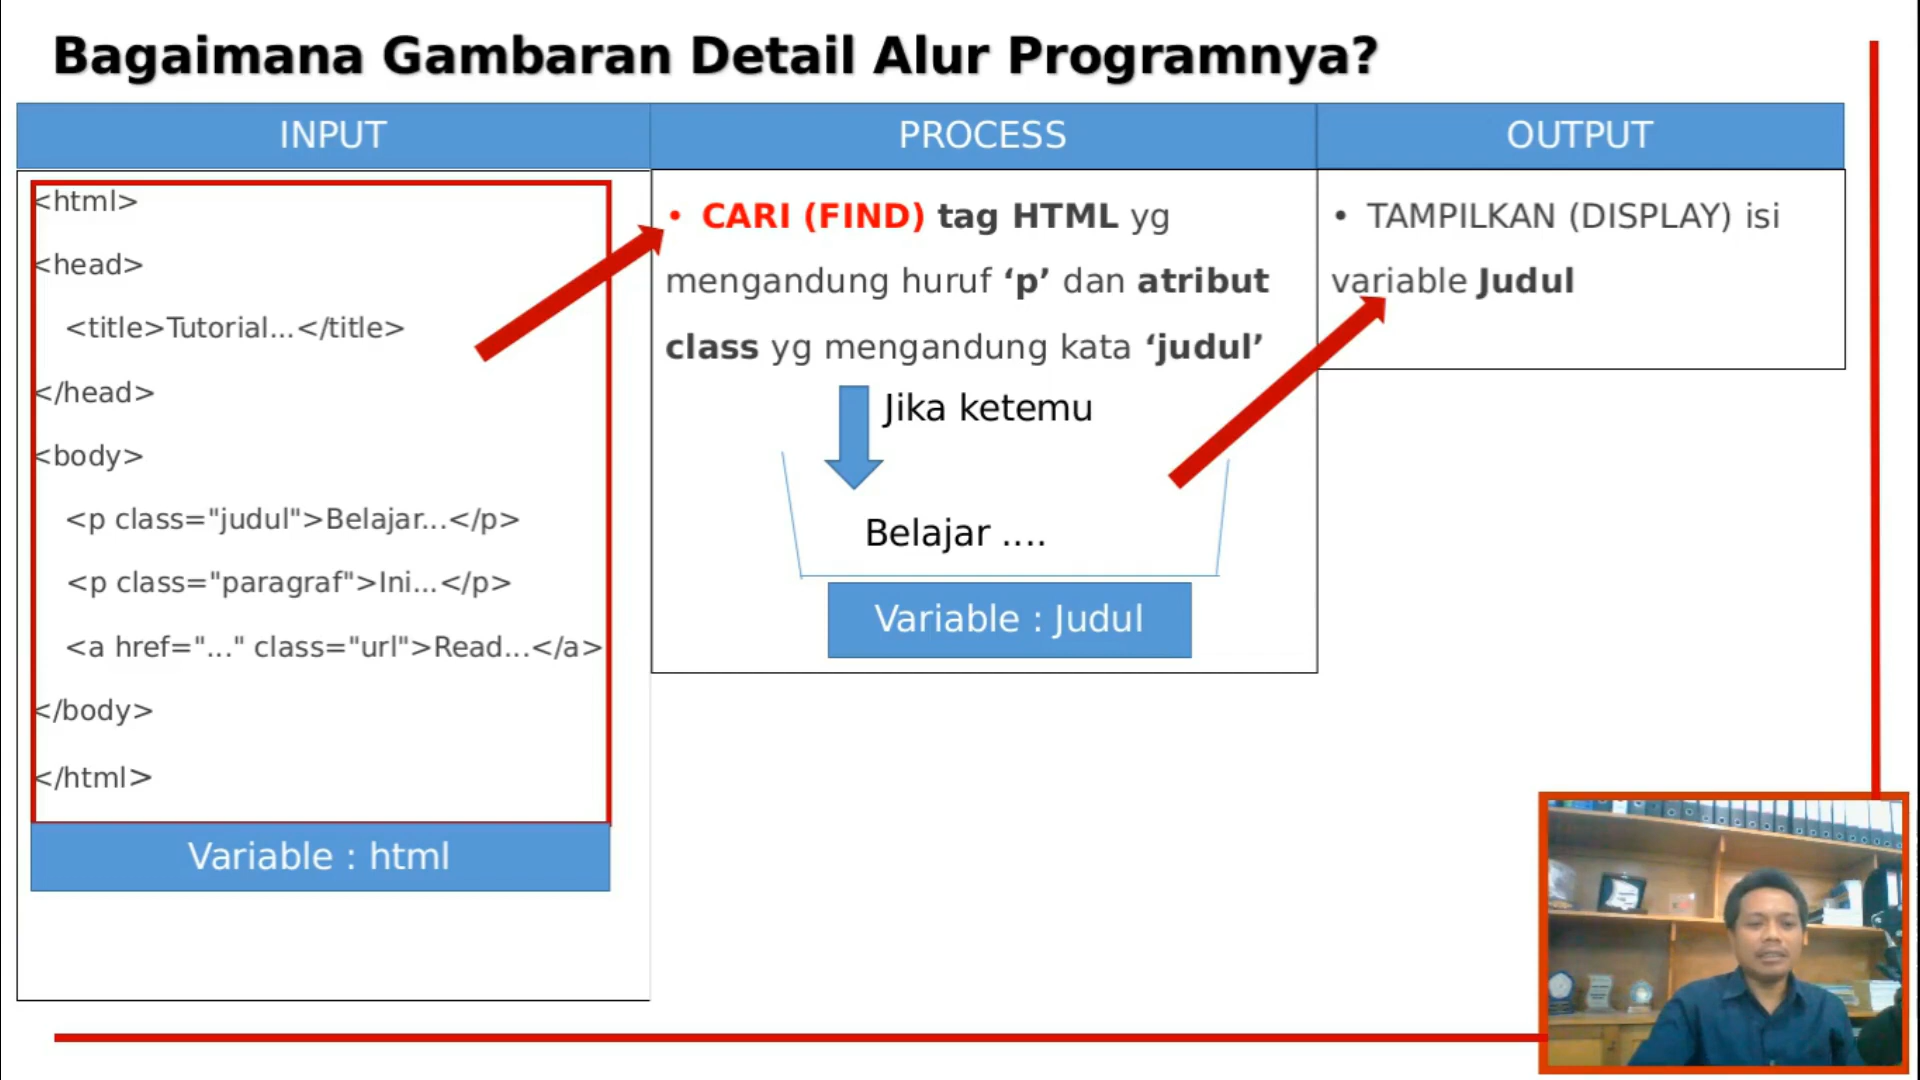 Bagaimana Gambaran Detail Alur Programnya?
INPUT
PROCESS
OUTPUT
<html>
<head>
<title>Tutorial...</title>
</head>
<body>
<p class="judul">Belajar...</p>
<p class="paragraf">Ini...</p>
<a href="..." class="url">Read...</a>
</body>
</html>
Variable : html
• CARI (FIND) tag HTML yg
mengandung huruf ‘p’ dan atribut
class yg mengandung kata ‘judul’
Jika ketemu
Belajar ....
Variable : Judul
• TAMPILKAN (DISPLAY) isi
variable Judul